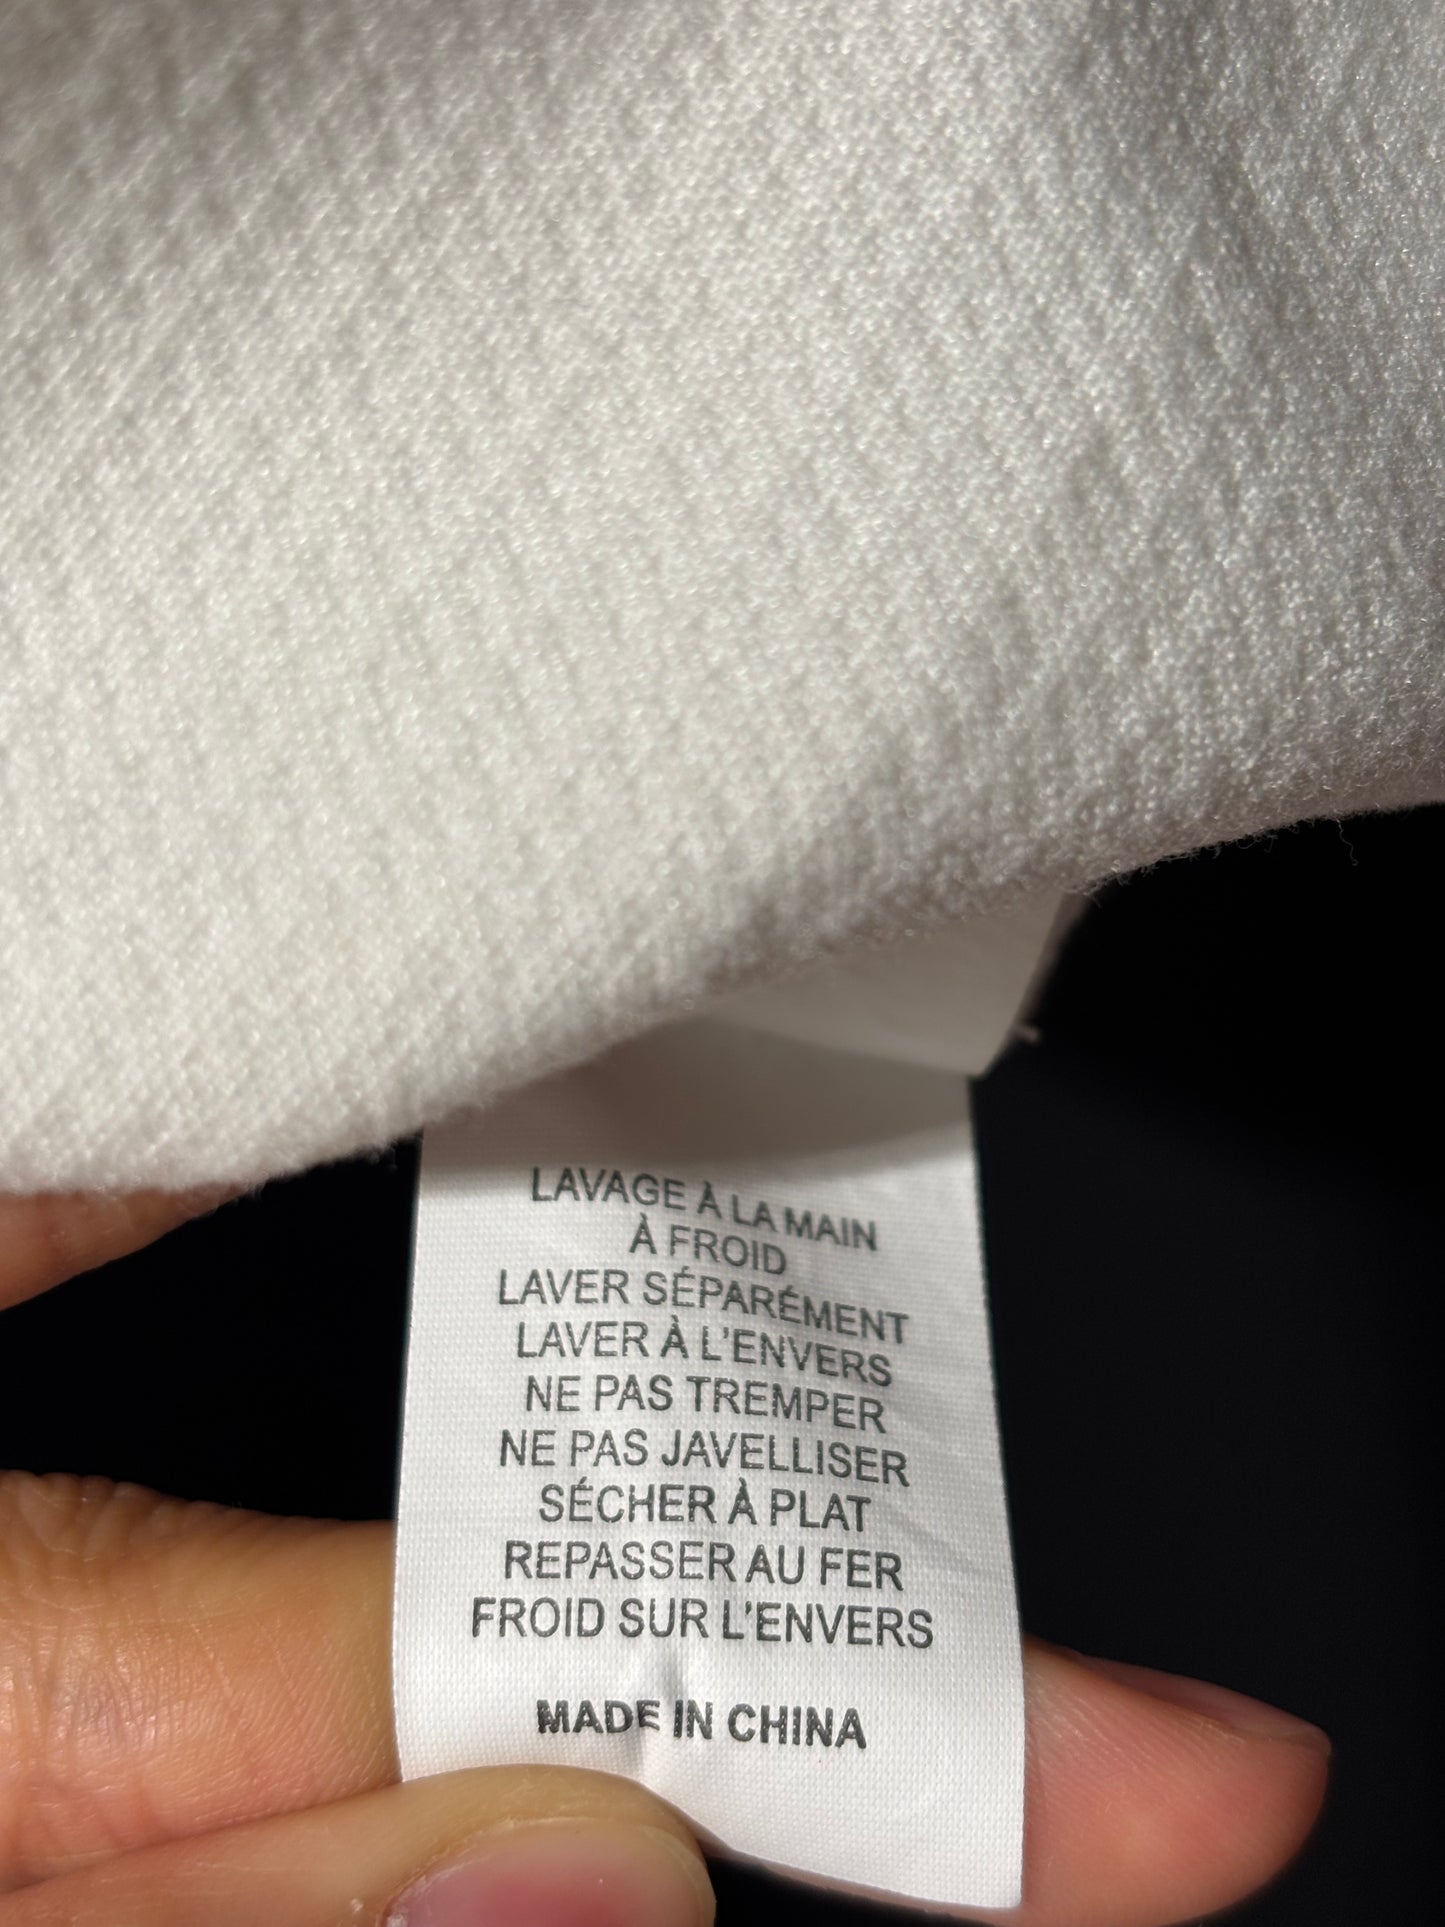 LAVAGE À LA MAIN
À FROID
LAVER SÉPARÉMENT
LAVER À L'ENVERS
NE PAS TREMPER
NE PAS JAVELLISER
SÉCHER À PLAT
REPASSER AU FER
FROID SUR L'ENVERS
MADE IN CHINA